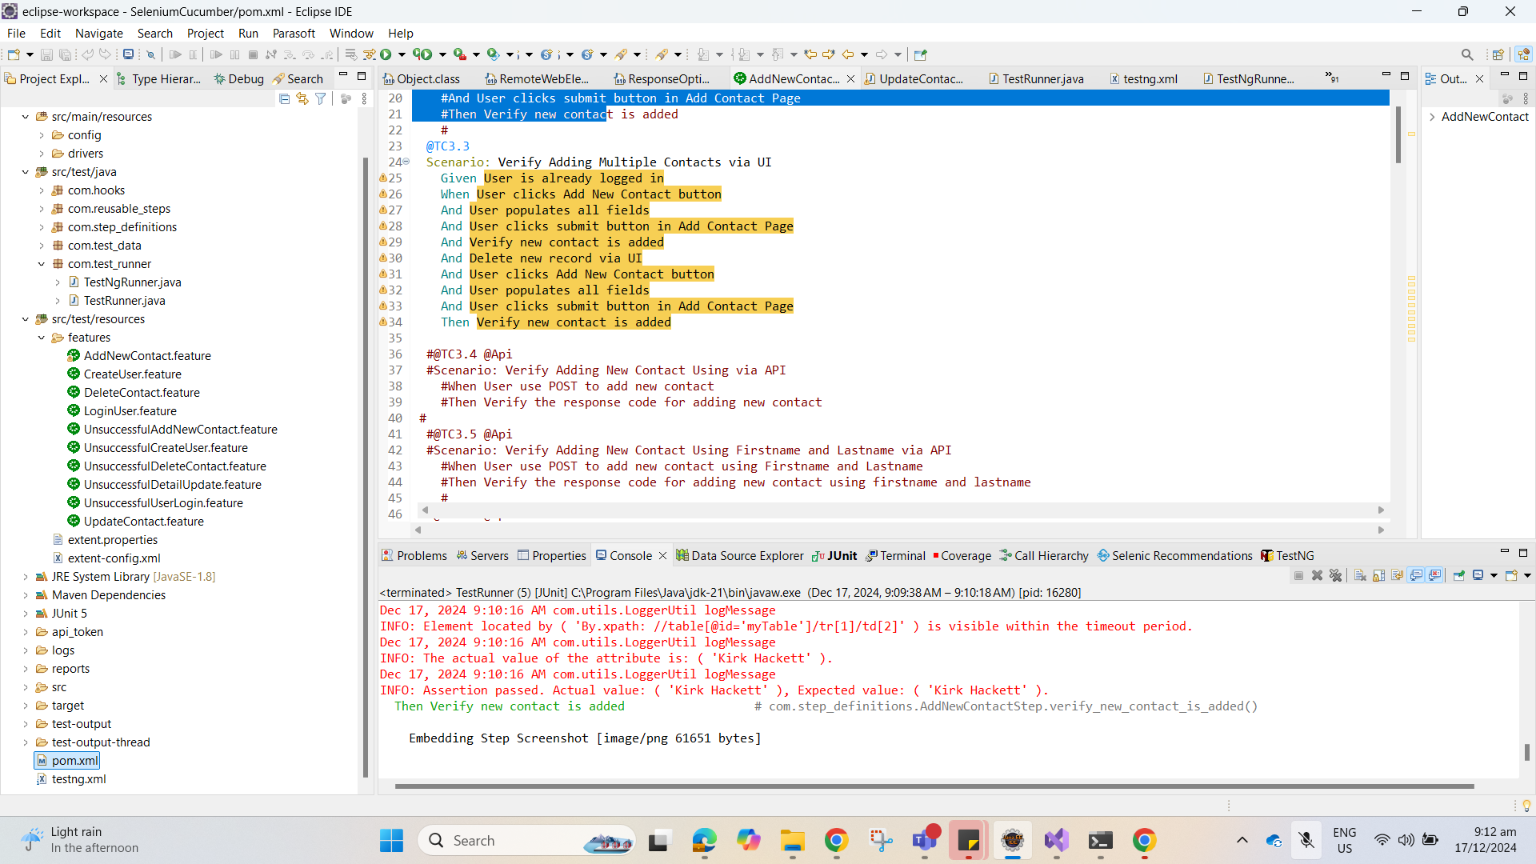 eclipse-workspace - SeleniumCucumber/pom.xml - Eclipse IDE
File Edit Navigate Search Project Run Parasoft Window Help
Project Expl... Type Hierar... Debug Search
Object.class RemoteWebEle... ResponseOpti... AddNewContac... UpdateContac... TestRunner.java testng.xml TestNgRunne... »91
Out...
AddNewContact
src/main/resources
config
drivers
src/test/java
com.hooks
com.reusable_steps
com.step_definitions
com.test_data
com.test_runner
TestNgRunner.java
TestRunner.java
src/test/resources
features
AddNewContact.feature
CreateUser.feature
DeleteContact.feature
LoginUser.feature
UnsuccessfulAddNewContact.feature
UnsuccessfulCreateUser.feature
UnsuccessfulDeleteContact.feature
UnsuccessfulDetailUpdate.feature
UnsuccessfulUserLogin.feature
UpdateContact.feature
extent.properties
extent-config.xml
JRE System Library [JavaSE-1.8]
Maven Dependencies
JUnit 5
api_token
logs
reports
src
target
test-output
test-output-thread
pom.xml
testng.xml
20 #And User clicks submit button in Add Contact Page
21 #Then Verify new contact is added
22 #
23 @TC3.3
24 Scenario: Verify Adding Multiple Contacts via UI
25 Given User is already logged in
26 When User clicks Add New Contact button
27 And User populates all fields
28 And User clicks submit button in Add Contact Page
29 And Verify new contact is added
30 And Delete new record via UI
31 And User clicks Add New Contact button
32 And User populates all fields
33 And User clicks submit button in Add Contact Page
34 Then Verify new contact is added
35
36 #@TC3.4 @Api
37 #Scenario: Verify Adding New Contact Using via API
38 #When User use POST to add new contact
39 #Then Verify the response code for adding new contact
40 #
41 #@TC3.5 @Api
42 #Scenario: Verify Adding New Contact Using Firstname and Lastname via API
43 #When User use POST to add new contact using Firstname and Lastname
44 #Then Verify the response code for adding new contact using firstname and lastname
45 #
46
Problems Servers Properties Console Data Source Explorer JUnit Terminal Coverage Call Hierarchy Selenic Recommendations TestNG
<terminated> TestRunner (5) [JUnit] C:\Program Files\Java\jdk-21\bin\javaw.exe (Dec 17, 2024, 9:09:38 AM – 9:10:18 AM) [pid: 16280]
Dec 17, 2024 9:10:16 AM com.utils.LoggerUtil logMessage
INFO: Element located by ( 'By.xpath: //table[@id='myTable']/tr[1]/td[2]' ) is visible within the timeout period.
Dec 17, 2024 9:10:16 AM com.utils.LoggerUtil logMessage
INFO: The actual value of the attribute is: ( 'Kirk Hackett' ).
Dec 17, 2024 9:10:16 AM com.utils.LoggerUtil logMessage
INFO: Assertion passed. Actual value: ( 'Kirk Hackett' ), Expected value: ( 'Kirk Hackett' ).
Then Verify new contact is added # com.step_definitions.AddNewContactStep.verify_new_contact_is_added()
Embedding Step Screenshot [image/png 61651 bytes]
Light rain
In the afternoon
Search
ENG
US
9:12 am
17/12/2024